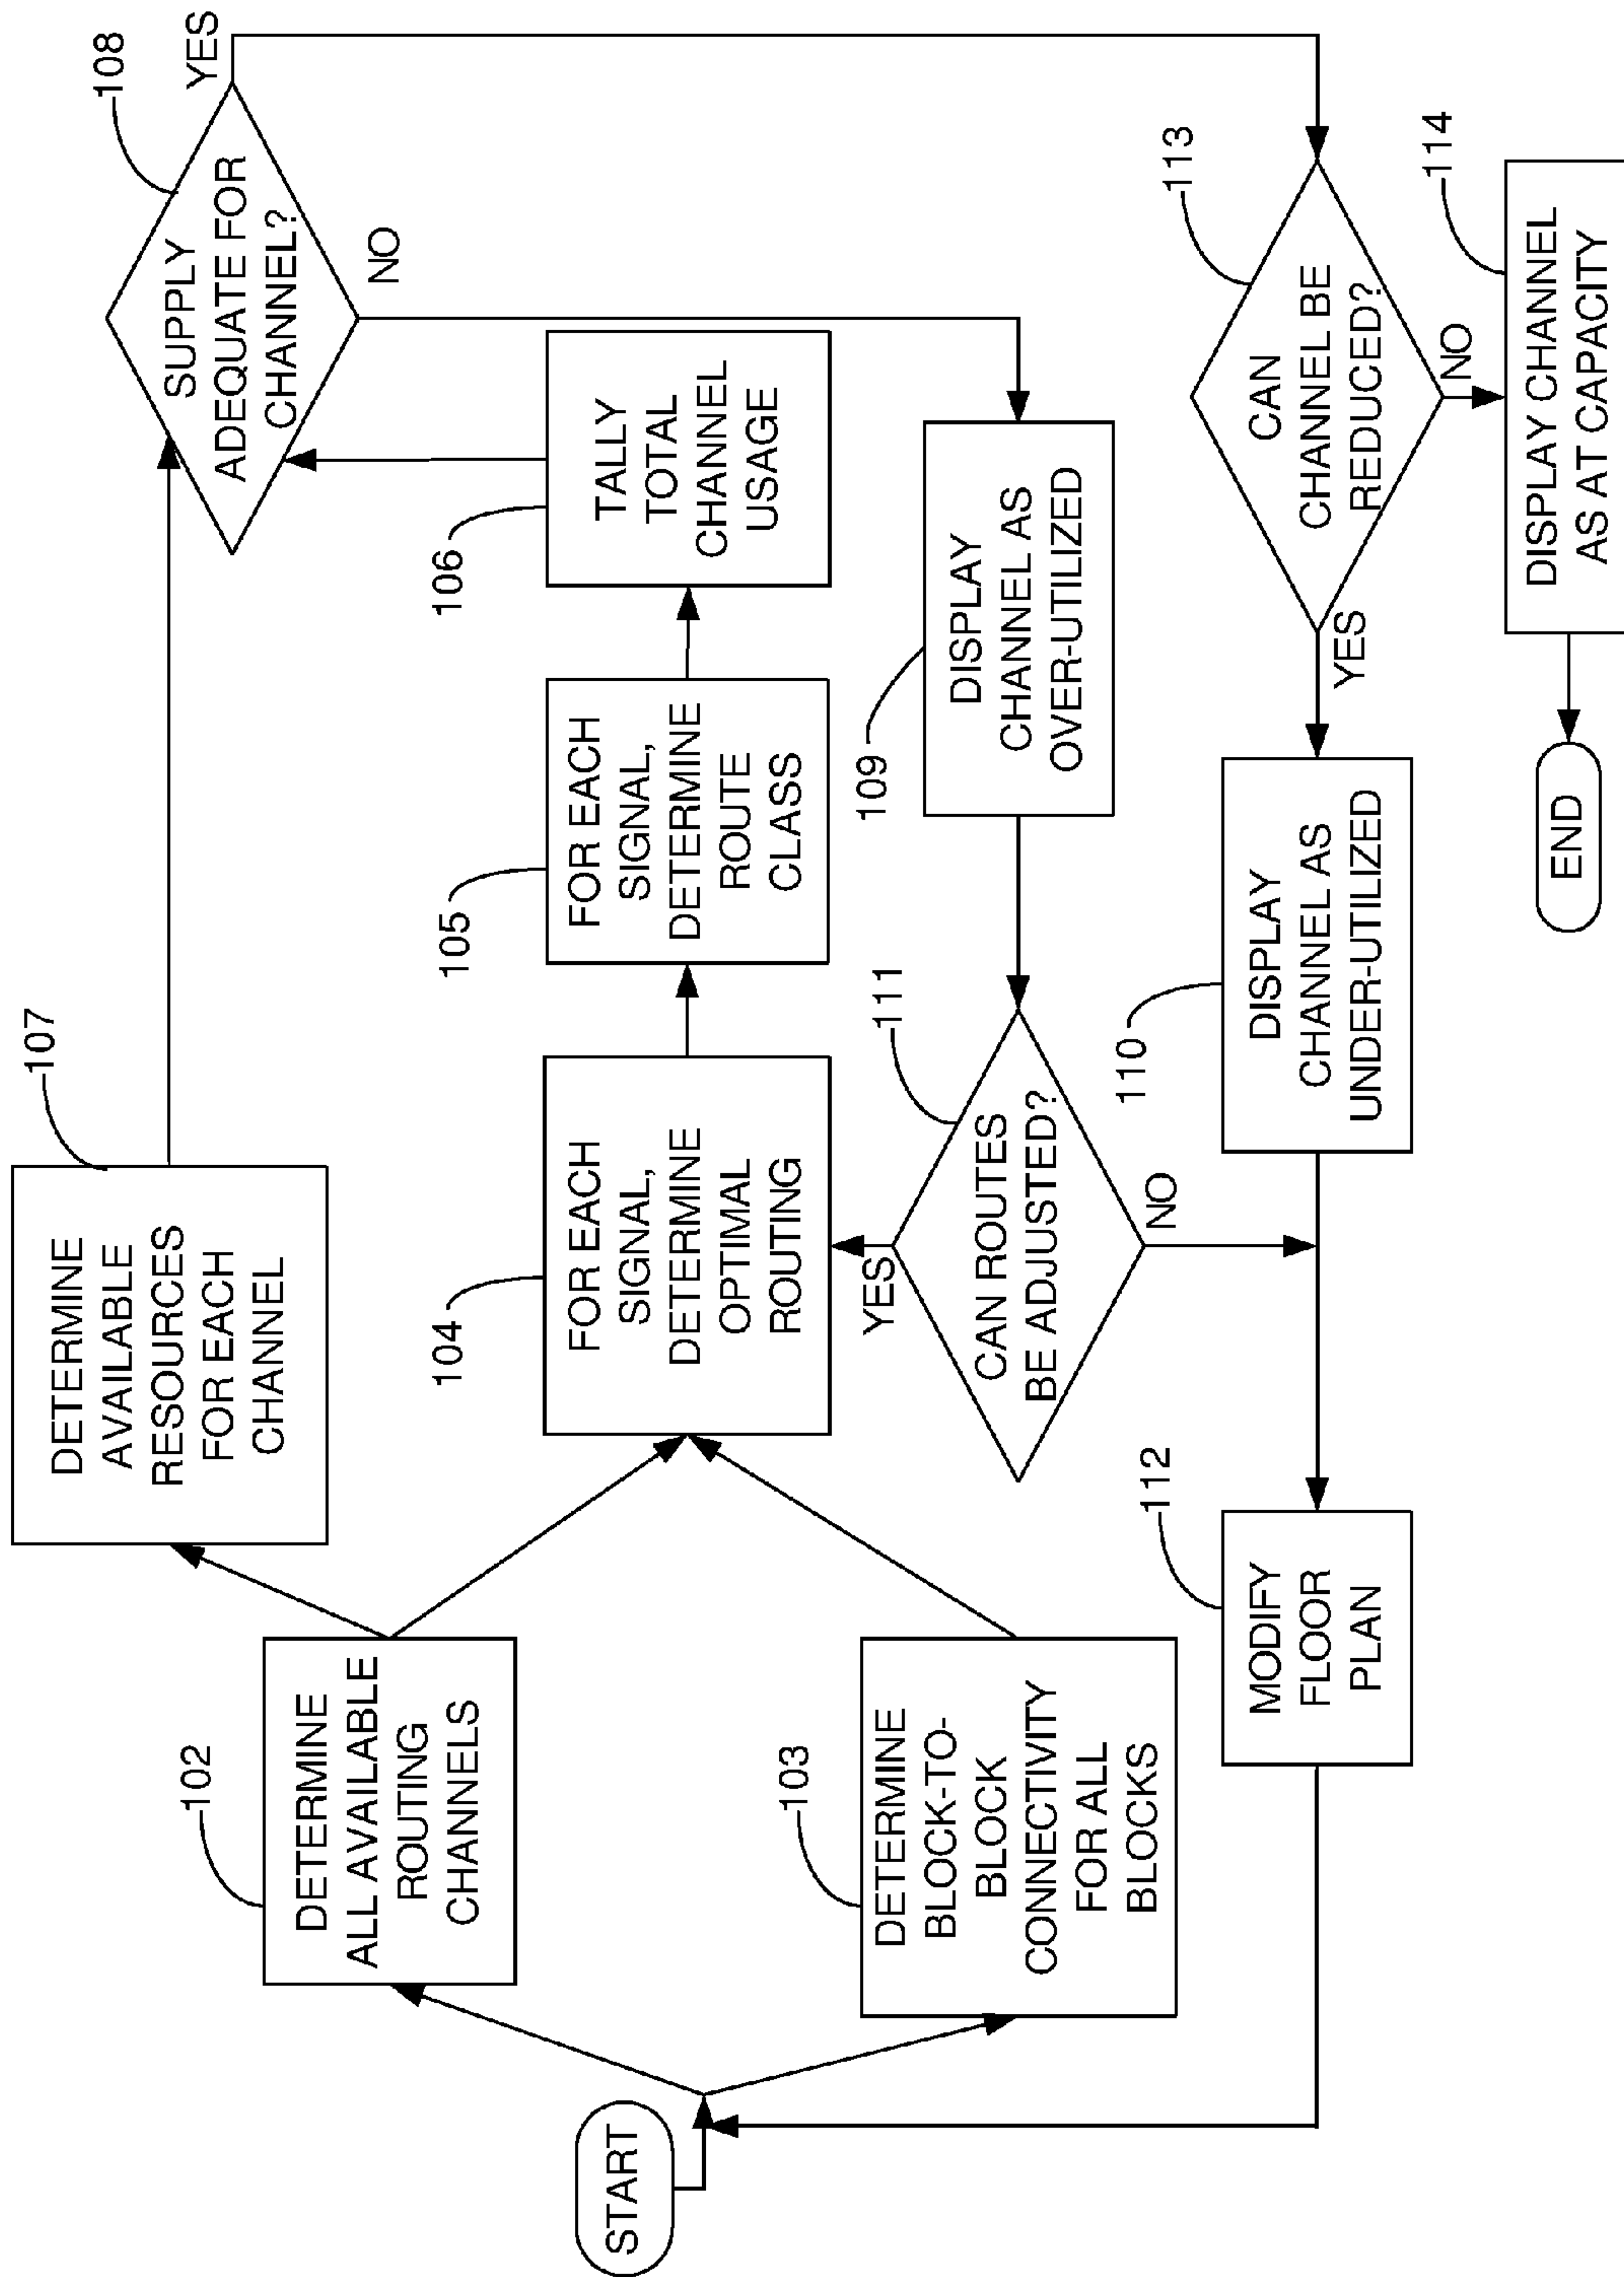 START
102
DETERMINE
ALL AVAILABLE
ROUTING
CHANNELS
103
DETERMINE
BLOCK-TO-
BLOCK
CONNECTIVITY
FOR ALL
BLOCKS
107
DETERMINE
AVAILABLE
RESOURCES
FOR EACH
CHANNEL
104
FOR EACH
SIGNAL,
DETERMINE
OPTIMAL
ROUTING
105
FOR EACH
SIGNAL,
DETERMINE
ROUTE
CLASS
106
TALLY
TOTAL
CHANNEL
USAGE
108
SUPPLY
ADEQUATE FOR
CHANNEL?
YES
NO
109
DISPLAY
CHANNEL AS
OVER-UTILIZED
111
CAN ROUTES
BE ADJUSTED?
YES
NO
112
MODIFY
FLOOR
PLAN
110
DISPLAY
CHANNEL AS
UNDER-UTILIZED
113
CAN
CHANNEL BE
REDUCED?
YES
NO
114
DISPLAY CHANNEL
AS AT CAPACITY
END